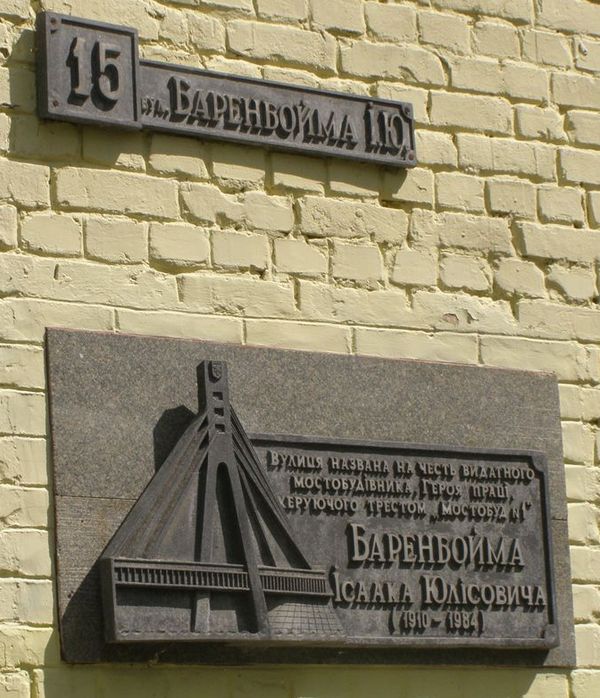 15
вул. Баренбойма І.Ю.
Вулиця названа на честь видатного
мостобудівника, Героя праці,
керуючого трестом „Мостобуд №1"
Баренбойма
Ісаака Юлісовича
(1910 - 1984)